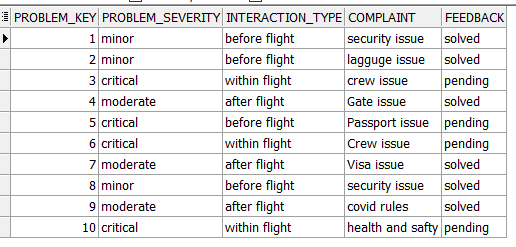 PROBLEM_KEY PROBLEM_SEVERITY INTERACTION_TYPE COMPLAINT FEEDBACK
1 minor before flight security issue solved
2 minor before flight lagguge issue solved
3 critical within flight crew issue pending
4 moderate after flight Gate issue solved
5 critical before flight Passport issue pending
6 critical within flight Crew issue pending
7 moderate after flight Visa issue solved
8 minor before flight security issue solved
9 moderate after flight covid rules solved
10 critical within flight health and safty pending